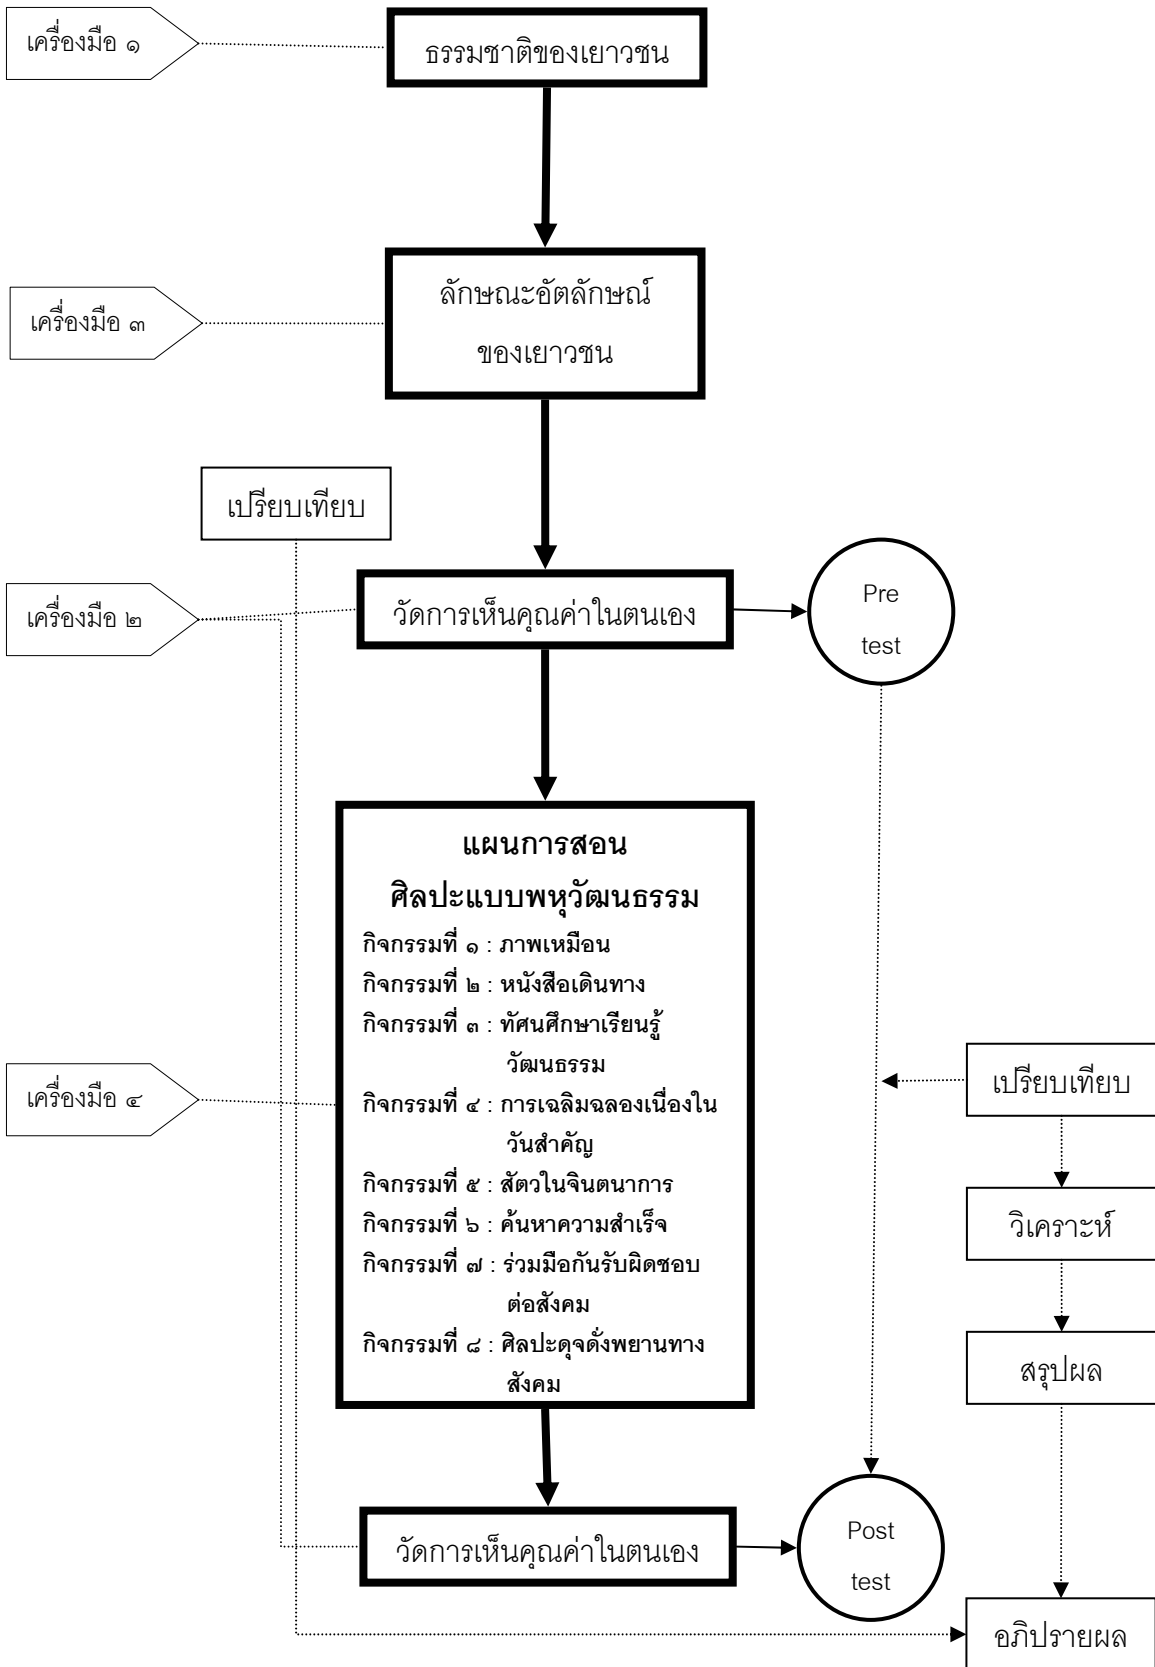 เครื่องมือ ๑
ธรรมชาติของเยาวชน
เครื่องมือ ๓
ลักษณะอัตลักษณ์
ของเยาวชน
เปรียบเทียบ
เครื่องมือ ๒
วัดการเห็นคุณค่าในตนเอง
Pre
test
แผนการสอน
ศิลปะแบบพหุวัฒนธรรม
กิจกรรมที่ ๑ : ภาพเหมือน
กิจกรรมที่ ๒ : หนังสือเดินทาง
กิจกรรมที่ ๓ : ทัศนศึกษาเรียนรู้
วัฒนธรรม
กิจกรรมที่ ๔ : การเฉลิมฉลองเนื่องใน
วันสำคัญ
กิจกรรมที่ ๕ : สัตวในจินตนาการ
กิจกรรมที่ ๖ : ค้นหาความสำเร็จ
กิจกรรมที่ ๗ : ร่วมมือกันรับผิดชอบ
ต่อสังคม
กิจกรรมที่ ๘ : ศิลปะดุจดั่งพยานทาง
สังคม
เครื่องมือ ๔
เปรียบเทียบ
วิเคราะห์
สรุปผล
วัดการเห็นคุณค่าในตนเอง
Post
test
อภิปรายผล